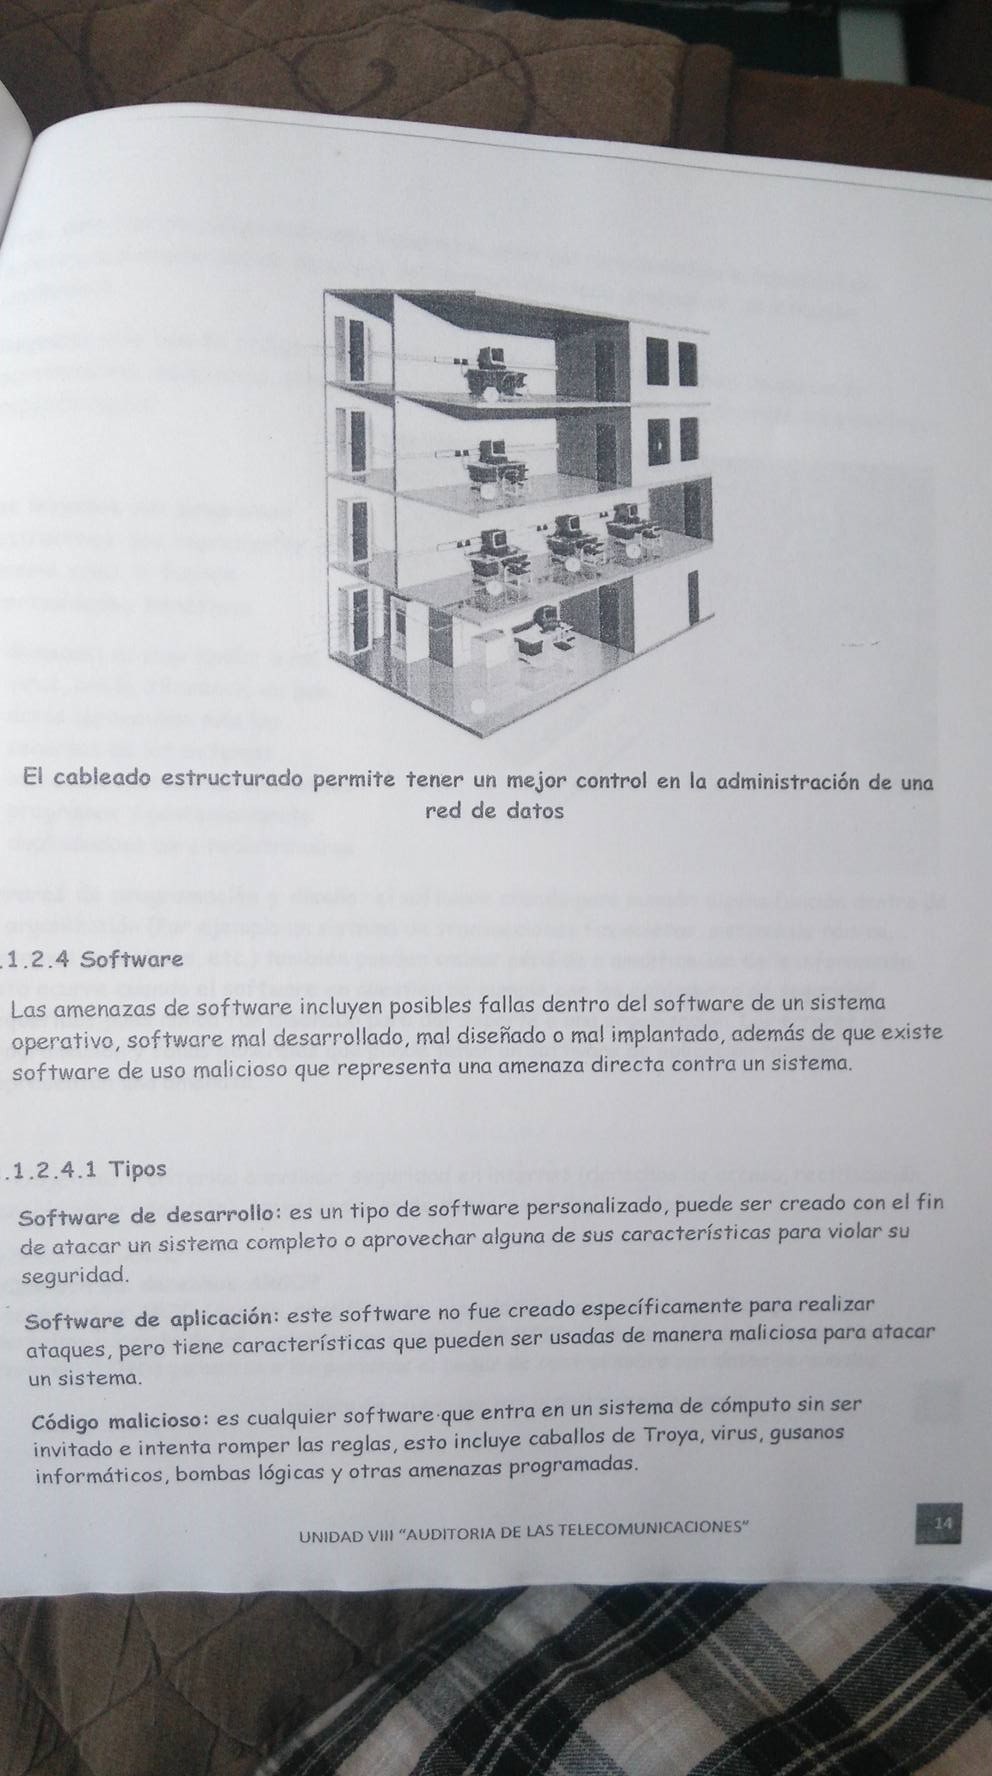 El cableado estructurado permite tener un mejor control en la administración de una
red de datos
.1.2.4 Software
Las amenazas de software incluyen posibles fallas dentro del software de un sistema
operativo, software mal desarrollado, mal diseñado o mal implantado, además de que existe
software de uso malicioso que representa una amenaza directa contra un sistema.
.1.2.4.1 Tipos
Software de desarrollo: es un tipo de software personalizado, puede ser creado con el fin
de atacar un sistema completo o aprovechar alguna de sus características para violar su
seguridad.
Software de aplicación: este software no fue creado específicamente para realizar
ataques, pero tiene características que pueden ser usadas de manera maliciosa para atacar
un sistema.
Código malicioso: es cualquier software que entra en un sistema de cómputo sin ser
invitado e intenta romper las reglas, esto incluye caballos de Troya, virus, gusanos
informáticos, bombas lógicas y otras amenazas programadas.
UNIDAD VIII "AUDITORIA DE LAS TELECOMUNICACIONES"
14